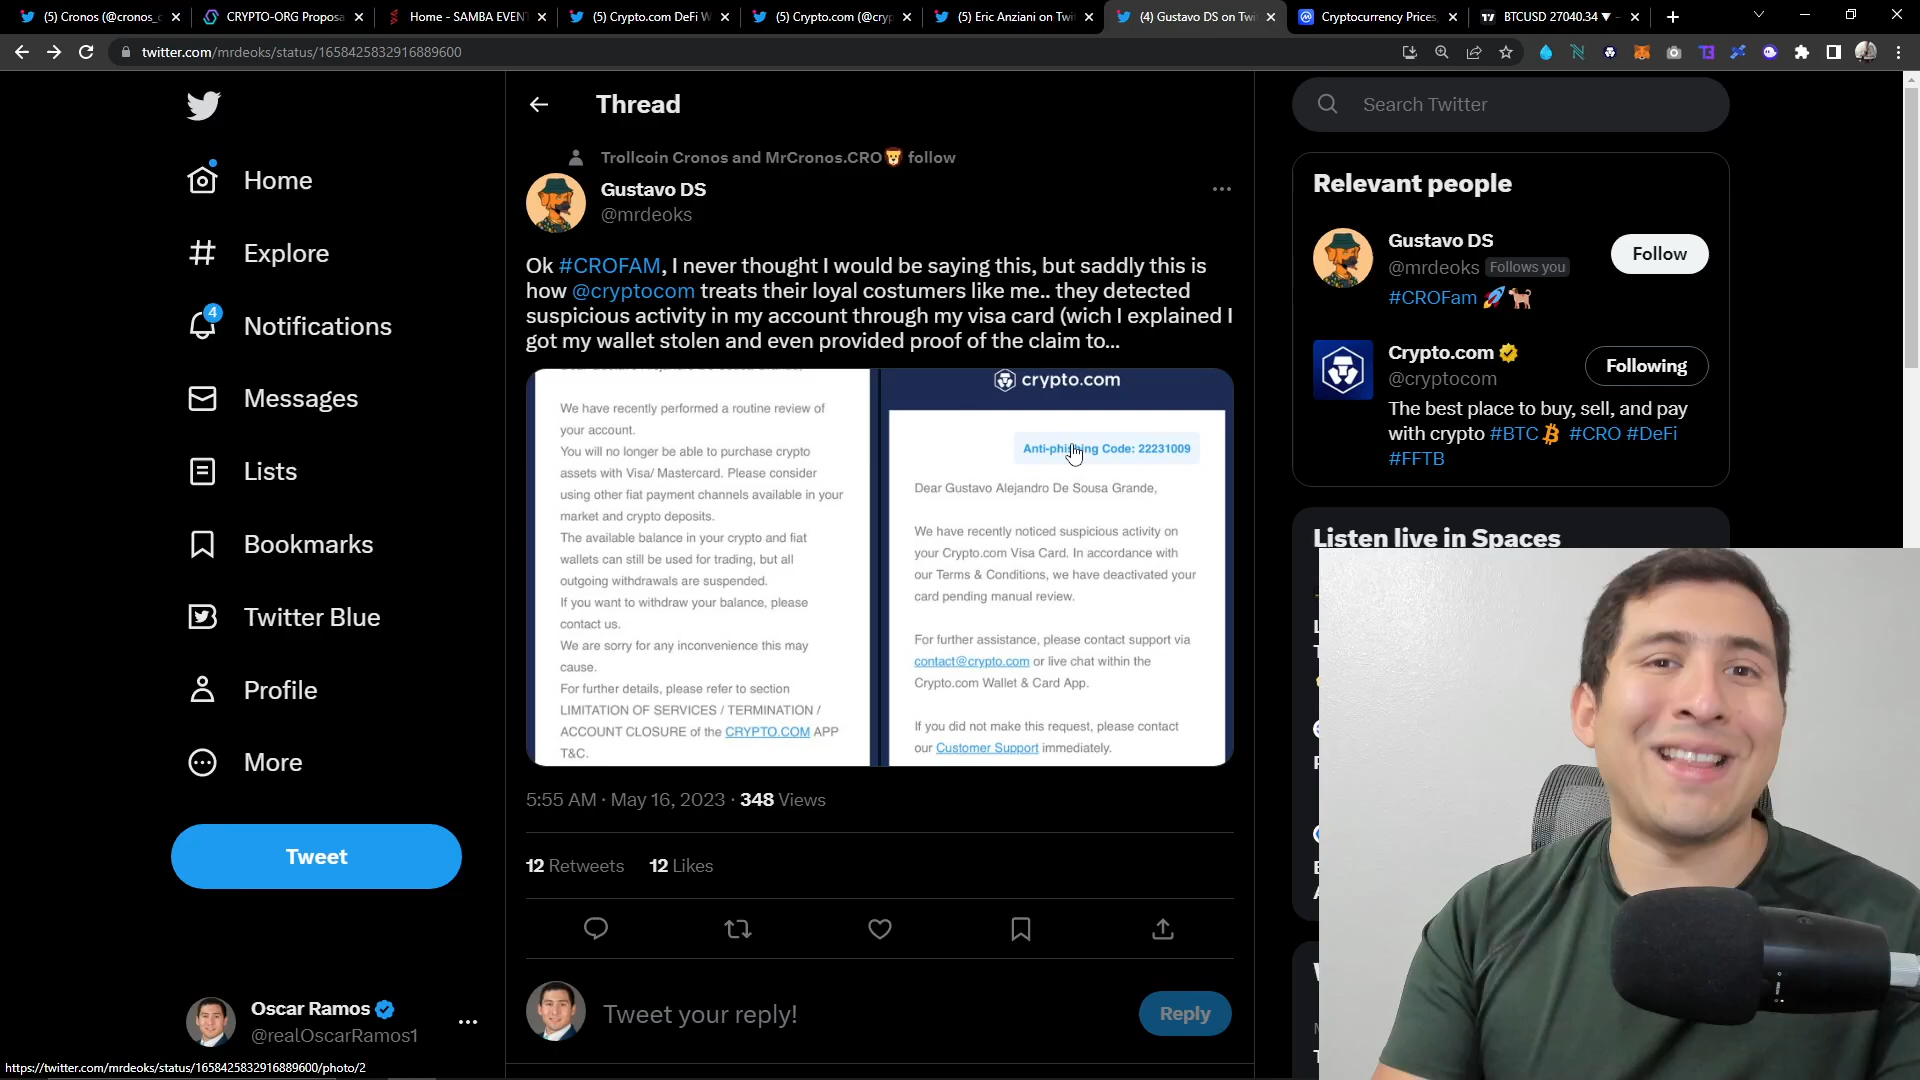 (5) Cronos (@cronos_c
CRYPTO-ORG Proposa
Home - SAMBA EVEN
(5) Crypto.com DeFi W
(5) Crypto.com (@cryp
(5) Eric Anziani on Twit
(4) Gustavo DS on Twi
Cryptocurrency Prices,
BTCUSD 27040.34 ▼ -
twitter.com/mrdeoks/status/1658425832916889600
Home
Explore
4
Notifications
Messages
Lists
Bookmarks
Twitter Blue
Profile
More
Tweet
Oscar Ramos
@realOscarRamos1
https://twitter.com/mrdeoks/status/1658425832916889600/photo/2
Thread
Trollcoin Cronos and MrCronos.CRO🦁 follow
Gustavo DS
@mrdeoks
Ok #CROFAM, I never thought I would be saying this, but saddly this is
how @cryptocom treats their loyal costumers like me.. they detected
suspicious activity in my account through my visa card (wich I explained I
got my wallet stolen and even provided proof of the claim to...
We have recently performed a routine review of
your account.
You will no longer be able to purchase crypto
assets with Visa/ Mastercard. Please consider
using other fiat payment channels available in your
market and crypto deposits.
The available balance in your crypto and fiat
wallets can still be used for trading, but all
outgoing withdrawals are suspended.
If you want to withdraw your balance, please
contact us.
We are sorry for any inconvenience this may
cause.
For further details, please refer to section
LIMITATION OF SERVICES / TERMINATION /
ACCOUNT CLOSURE of the CRYPTO.COM APP
T&C.
crypto.com
Anti-phishing Code: 22231009
Dear Gustavo Alejandro De Sousa Grande,
We have recently noticed suspicious activity on
your Crypto.com Visa Card. In accordance with
our Terms & Conditions, we have deactivated your
card pending manual review.
For further assistance, please contact support via
contact@crypto.com or live chat within the
Crypto.com Wallet & Card App.
If you did not make this request, please contact
our Customer Support immediately.
5:55 AM · May 16, 2023 · 348 Views
12 Retweets 12 Likes
Tweet your reply!
Reply
Search Twitter
Relevant people
Gustavo DS
@mrdeoks Follows you
#CROFam 🚀🐕
Follow
Crypto.com
@cryptocom
Following
The best place to buy, sell, and pay
with crypto #BTC #CRO #DeFi
#FFTB
Listen live in Spaces